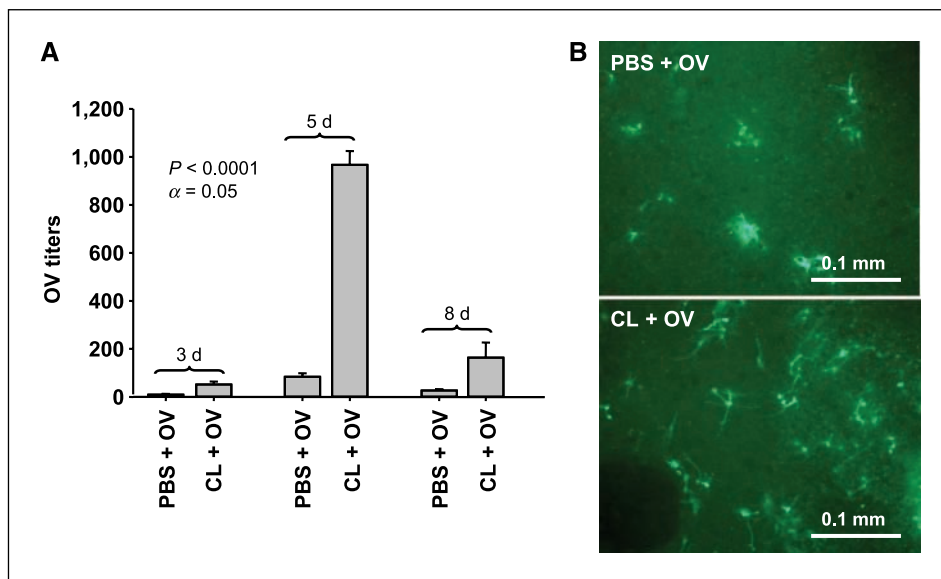 A
OV titers
1,200
1,000
800
600
400
200
0
P < 0.0001
α = 0.05
3 d
5 d
8 d
PBS + OV
CL + OV
PBS + OV
CL + OV
PBS + OV
CL + OV
B
PBS + OV
0.1 mm
CL + OV
0.1 mm